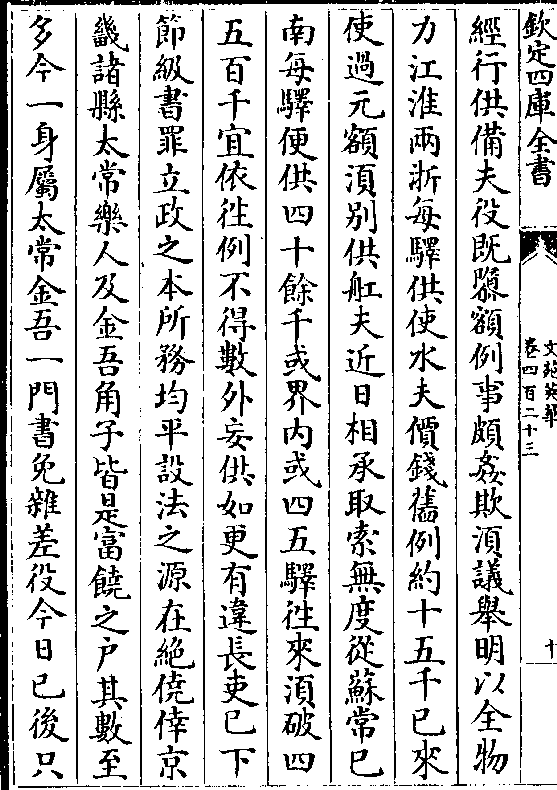 欽定四庫全書
文苑英華
卷四百二十三
十
經行供備夫役既隳額例事頗姦欺湏議舉明以全物
力江淮兩浙每驛供使水夫價錢舊例約十五千已來
使過元額湏別供舡夫近日相承取索無度從蘇常已
南每驛便供四十餘千或界内或四五驛徃來湏破四
五百千宜依徃例不得數外妄供如更有違長吏已下
節級書罪立政之本所務均平設法之源在絶僥倖京
畿諸縣太常樂人及金吾角子皆是富饒之户其數至
多今一身屬太常金吾一門書免雜差役今日已後只